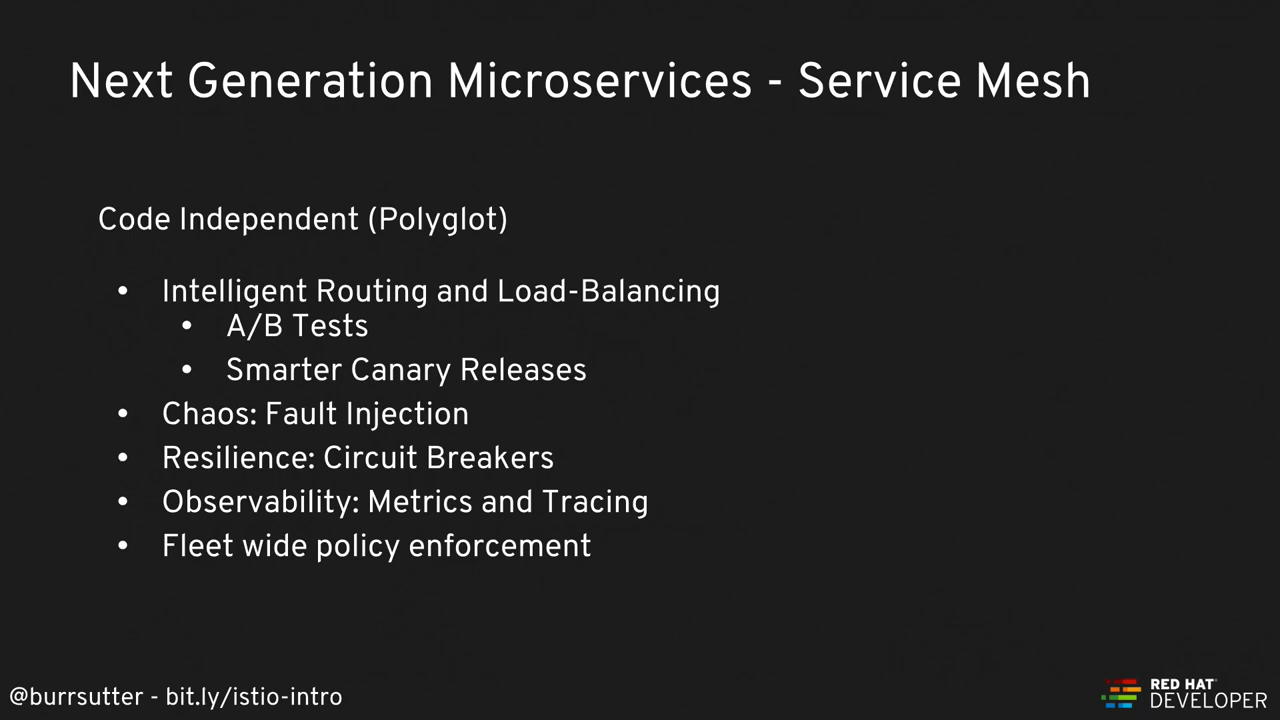 Next Generation Microservices - Service Mesh
Code Independent (Polyglot)
• Intelligent Routing and Load-Balancing
• A/B Tests
• Smarter Canary Releases
• Chaos: Fault Injection
• Resilience: Circuit Breakers
• Observability: Metrics and Tracing
• Fleet wide policy enforcement
@burrsutter - bit.ly/istio-intro
RED HAT
DEVELOPER